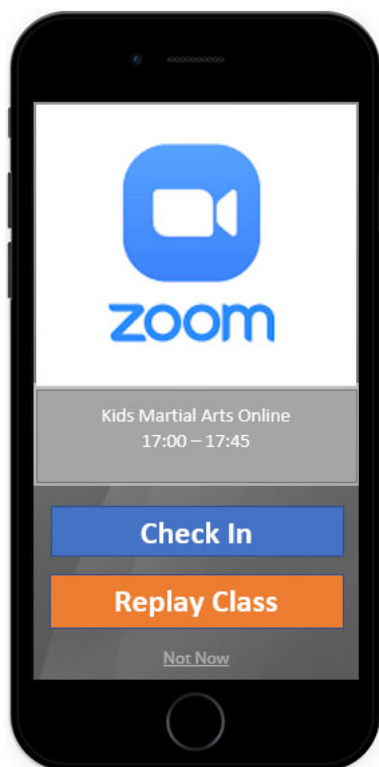 zoom
Kids Martial Arts Online
17:00 – 17:45
Check In
Replay Class
Not Now